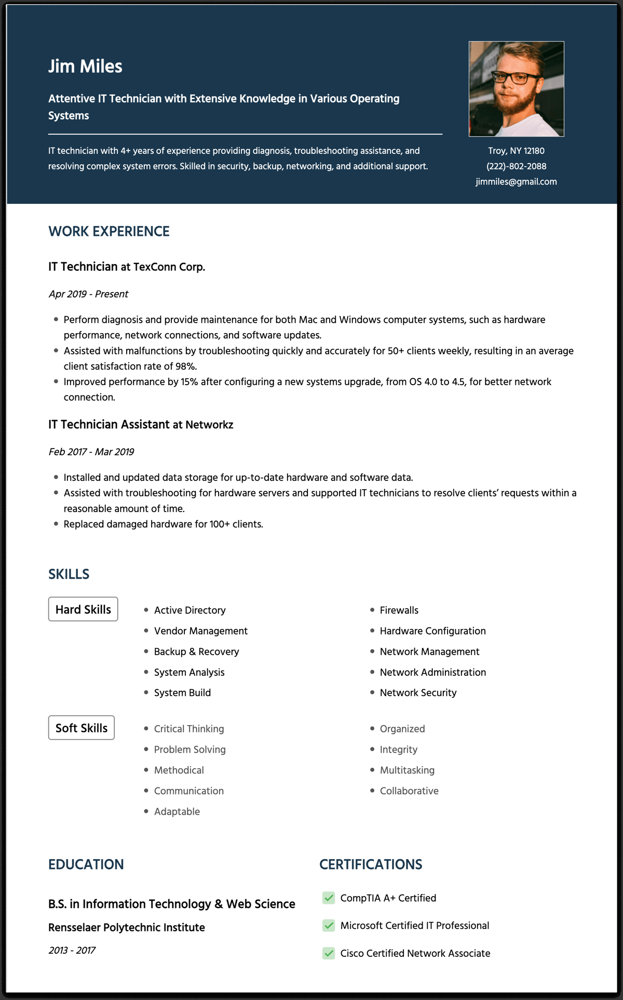 Jim Miles
Attentive IT Technician with Extensive Knowledge in Various Operating
Systems
IT technician with 4+ years of experience providing diagnosis, troubleshooting assistance, and
resolving complex system errors. Skilled in security, backup, networking, and additional support.
Troy, NY 12180
(222)-802-2088
jimmiles@gmail.com
WORK EXPERIENCE
IT Technician at TexConn Corp.
Apr 2019 - Present
Perform diagnosis and provide maintenance for both Mac and Windows computer systems, such as hardware
performance, network connections, and software updates.
Assisted with malfunctions by troubleshooting quickly and accurately for 50+ clients weekly, resulting in an average
client satisfaction rate of 98%.
Improved performance by 15% after configuring a new systems upgrade, from OS 4.0 to 4.5, for better network
connection.
IT Technician Assistant at Networkz
Feb 2017 - Mar 2019
Installed and updated data storage for up-to-date hardware and software data.
Assisted with troubleshooting for hardware servers and supported IT technicians to resolve clients’ requests within a
reasonable amount of time.
Replaced damaged hardware for 100+ clients.
SKILLS
Hard Skills
Active Directory
Vendor Management
Backup & Recovery
System Analysis
System Build
Firewalls
Hardware Configuration
Network Management
Network Administration
Network Security
Soft Skills
Critical Thinking
Problem Solving
Methodical
Communication
Adaptable
Organized
Integrity
Multitasking
Collaborative
EDUCATION
B.S. in Information Technology & Web Science
Rensselaer Polytechnic Institute
2013 - 2017
CERTIFICATIONS
CompTIA A+ Certified
Microsoft Certified IT Professional
Cisco Certified Network Associate